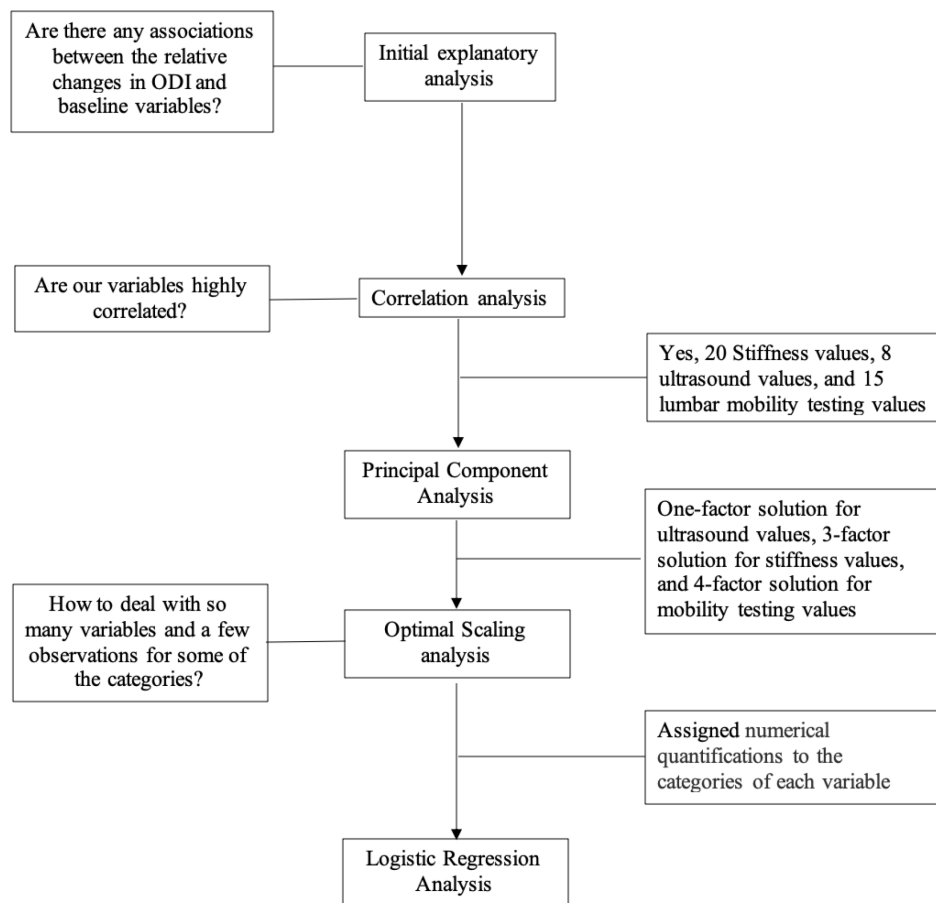 Are there any associations
between the relative
changes in ODI and
baseline variables?
Initial explanatory
analysis
Are our variables highly
correlated?
Correlation analysis
Yes, 20 Stiffness values, 8
ultrasound values, and 15
lumbar mobility testing values
Principal Component
Analysis
One-factor solution for
ultrasound values, 3-factor
solution for stiffness values,
and 4-factor solution for
mobility testing values
How to deal with so
many variables and a few
observations for some of
the categories?
Optimal Scaling
analysis
Assigned numerical
quantifications to the
categories of each variable
Logistic Regression
Analysis